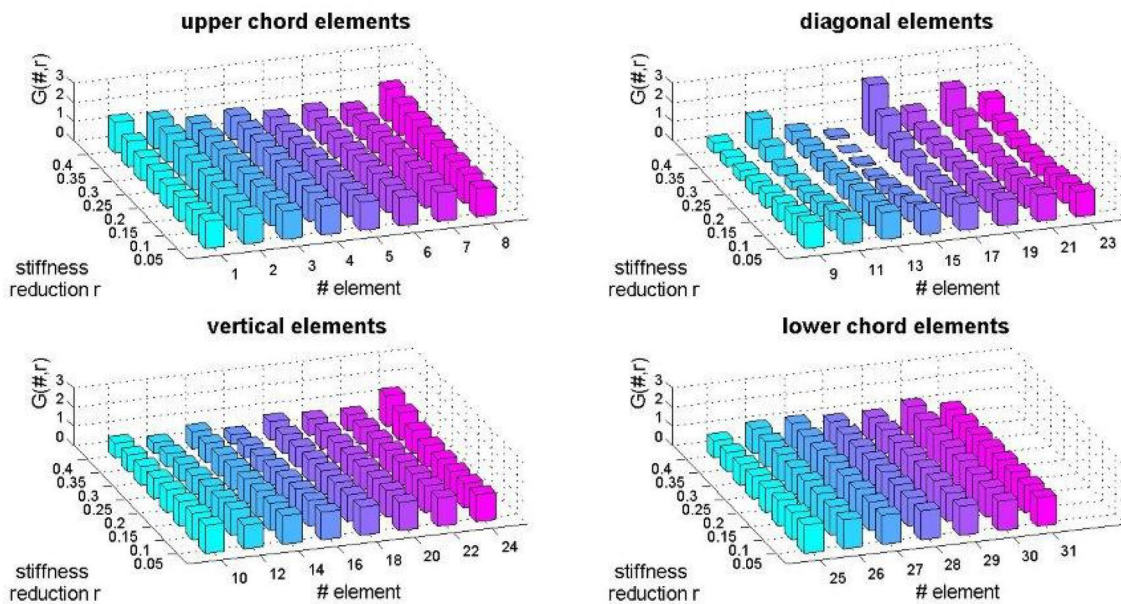 upper chord elements
G(#,r)
3
2
1
0
0.4
0.35
0.3
0.25
0.2
0.15
0.1
0.05
stiffness
reduction r
1 2 3 4 5 6 7 8
# element
diagonal elements
G(#,r)
3
2
1
0
0.4
0.35
0.3
0.25
0.2
0.15
0.1
0.05
stiffness
reduction r
9 11 13 15 17 19 21 23
# element
vertical elements
G(#,r)
3
2
1
0
0.4
0.35
0.3
0.25
0.2
0.15
0.1
0.05
stiffness
reduction r
10 12 14 16 18 20 22 24
# element
lower chord elements
G(#,r)
3
2
1
0
0.4
0.35
0.3
0.25
0.2
0.15
0.1
0.05
stiffness
reduction r
25 26 27 28 29 30 31
# element